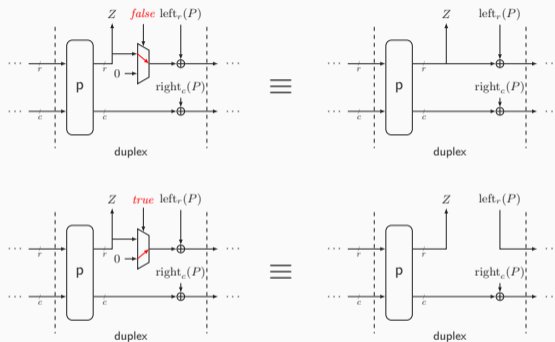 Z false left_r(P)
r p r 0 right_c(P)
c c
duplex
≡
Z left_r(P)
r p r right_c(P)
c c
duplex
Z true left_r(P)
r p r 0 right_c(P)
c c
duplex
≡
Z left_r(P)
r p r right_c(P)
c c
duplex